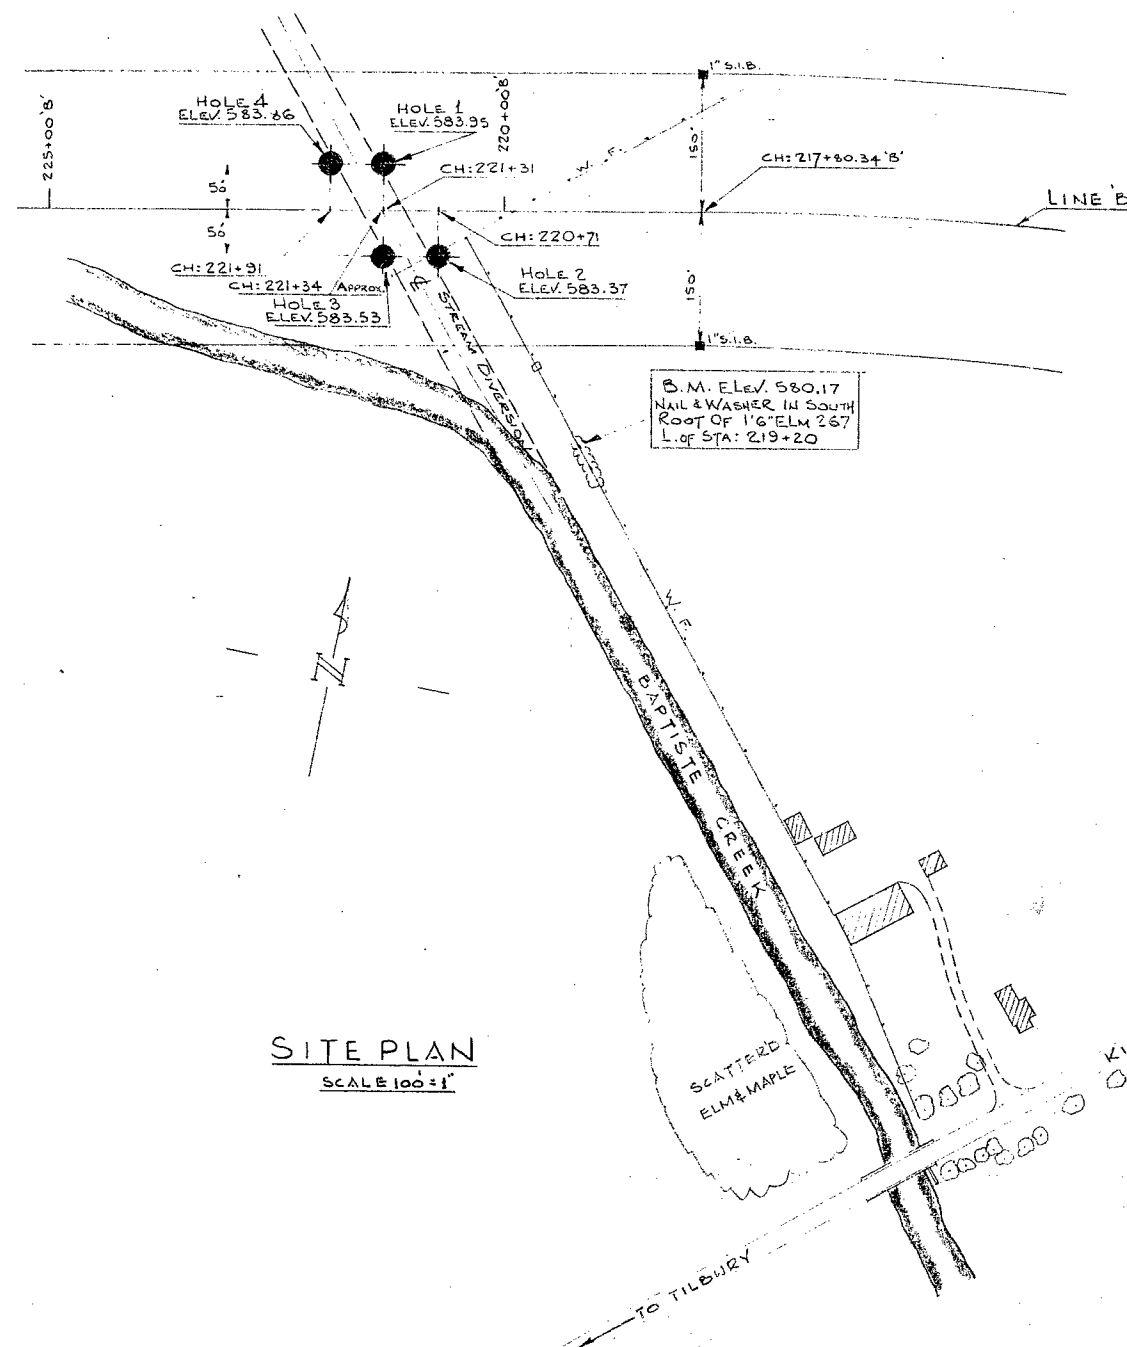 1" S.I.B.
HOLE 4
ELEV. 583.86
HOLE 1
ELEV. 583.95
225+00'B'
220+00'B'
W. F.
150'
CH: 217+80.34 'B'
CH: 221+31
50'
LINE 'B
50'
CH: 220+71
CH: 221+91
CH: 221+34 APPROX.
HOLE 2
ELEV. 583.37
HOLE 3
ELEV. 583.53
150'
STREAM DIVERSION
1" S.I.B.
B.M. ELEV. 580.17
NAIL & WASHER IN SOUTH
ROOT OF 1'6" ELM 267
L. OF STA: 219+20
W. F.
N
BAPTISTE CREEK
SITE PLAN
SCALE 100'=1"
SCATTER'D
ELM & MAPLE
KI
TO TILBURY